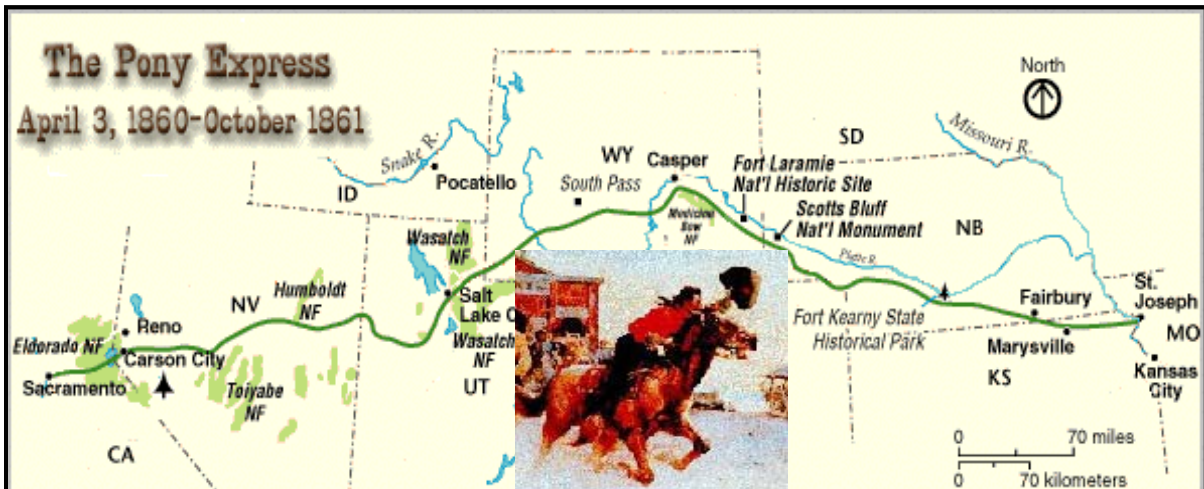 The Pony Express
April 3, 1860-October 1861
North
Missouri R.
SD
Snake R.
Pocatello
ID
WY
South Pass
Casper
Fort Laramie
Nat'l Historic Site
Scotts Bluff
Nat'l Monument
Medicine
Bow
NF
Platte R.
NB
Wasatch
NF
Salt
Lake C
Wasatch
NF
UT
Humboldt
NF
NV
Reno
Eldorado NF
Carson City
Sacramento
Toiyabe
NF
CA
Fort Kearny State
Historical Park
Fairbury
Marysville
KS
St.
Joseph
MO
Kansas
City
0 70 miles
0 70 kilometers